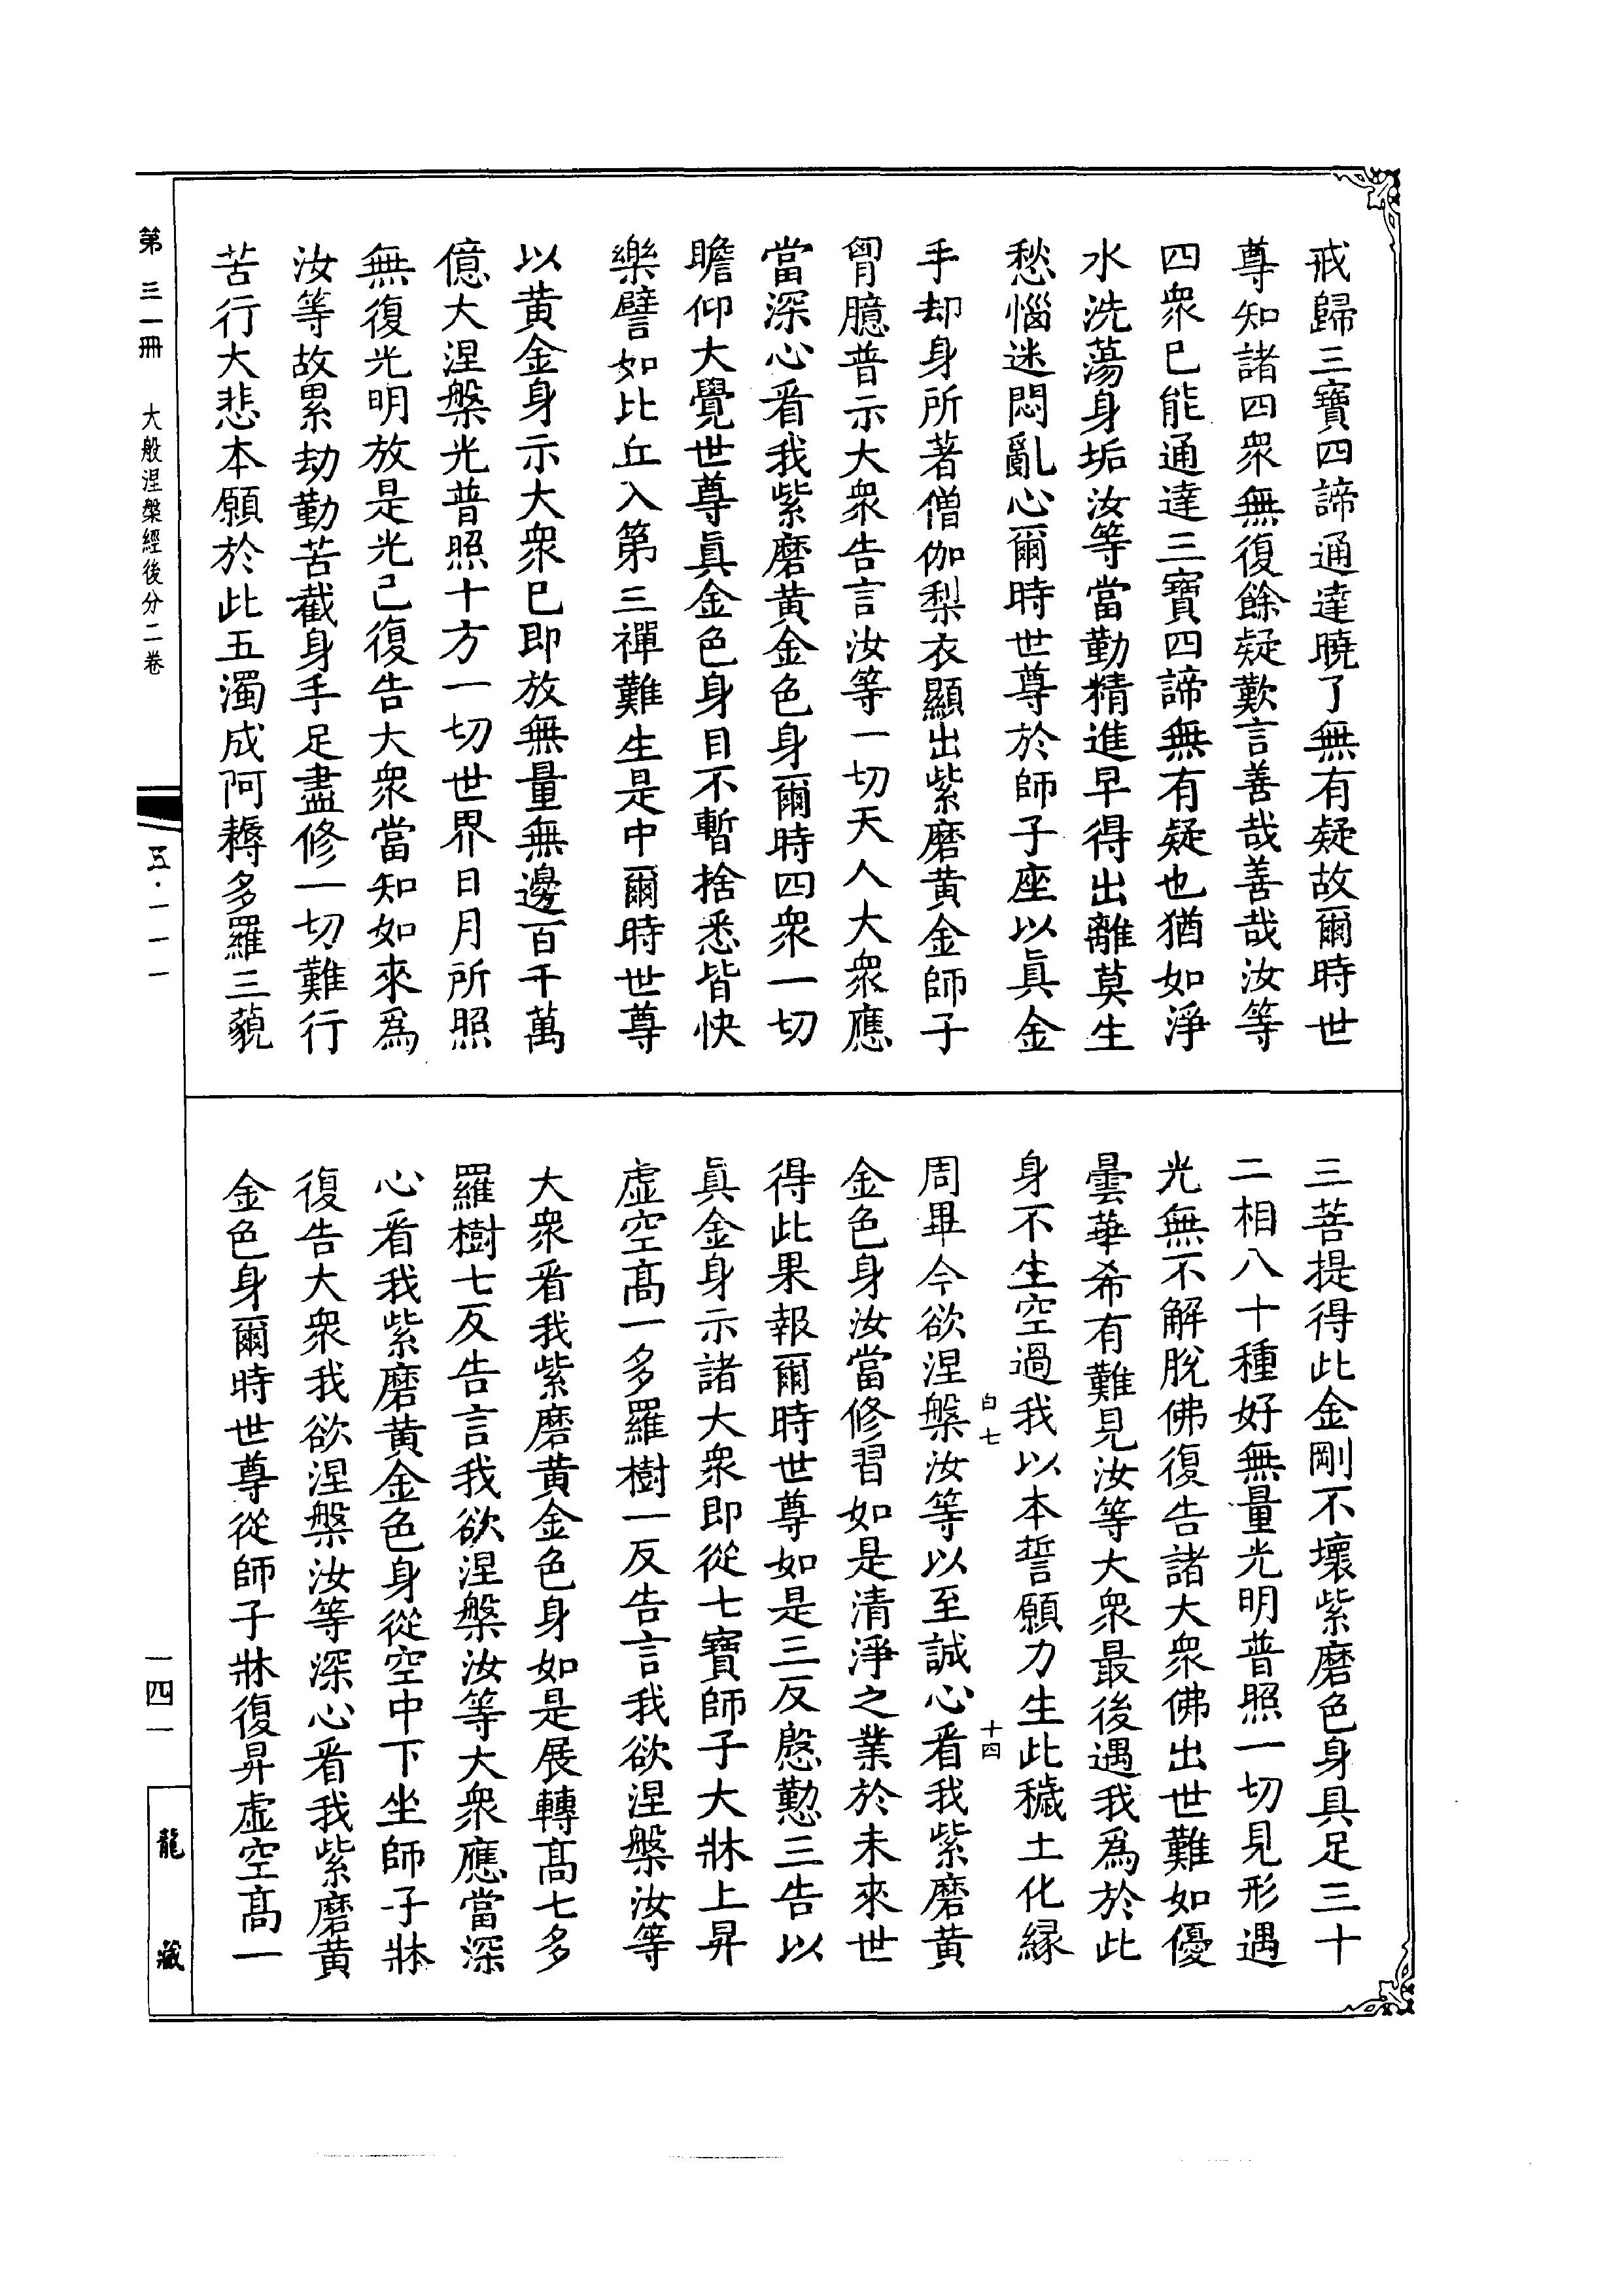 戒歸三寶四諦通達曉了無有疑故爾時世
尊知諸四衆無復餘疑歎言善哉善哉汝等
四衆已能通達三寶四諦無有疑也猶如淨
水洗蕩身垢汝等當勤精進早得出離莫生
愁惱迷悶亂心爾時世尊於師子座以眞金
手却身所著僧伽梨衣顯出紫磨黃金師子
胷臆普示大衆告言汝等一切天人大衆應
當深心看我紫磨黃金色身爾時四衆一切
瞻仰大覺世尊眞金色身目不暫捨悉皆快
樂譬如比丘入第三禪難生是中爾時世尊
以黃金身示大衆已即放無量無邊百千萬
億大涅槃光普照十方一切世界日月所照
無復光明放是光已復告大衆當知如來爲
汝等故累劫勤苦截身手足盡修一切難行
苦行大悲本願於此五濁成阿耨多羅三藐
三菩提得此金剛不壞紫磨色身具足三十
二相八十種好無量光明普照一切見形遇
光無不解脫佛復告諸大衆佛出世難如優
曇華希有難見汝等大衆最後遇我爲於此
身不生空過我以本誓願力生此穢土化縁
白七 十四
周畢今欲涅槃汝等以至誠心看我紫磨黃
金色身汝當修習如是清淨之業於未來世
得此果報爾時世尊如是三反慇懃三告以
眞金身示諸大衆即從七寶師子大牀上昇
虛空高一多羅樹一反告言我欲涅槃汝等
大衆看我紫磨黃金色身如是展轉高七多
羅樹七反告言我欲涅槃汝等大衆應當深
心看我紫磨黃金色身從空中下坐師子牀
復告大衆我欲涅槃汝等深心看我紫磨黃
金色身爾時世尊從師子牀復昇虛空高一
第三一冊 大般涅槃經後分二卷
五·一一一
一四一
龍藏